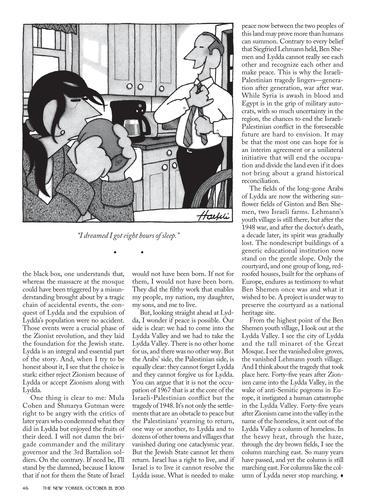 Haefeli
"I dreamed I got eight hours of sleep."
the black box, one understands that,
whereas the massacre at the mosque
could have been triggered by a misun-
derstanding brought about by a tragic
chain of accidental events, the con-
quest of Lydda and the expulsion of
Lydda's population were no accident.
Those events were a crucial phase of
the Zionist revolution, and they laid
the foundation for the Jewish state.
Lydda is an integral and essential part
of the story. And, when I try to be
honest about it, I see that the choice is
stark: either reject Zionism because of
Lydda or accept Zionism along with
Lydda.
One thing is clear to me: Mula
Cohen and Shmarya Gutman were
right to be angry with the critics of
later years who condemned what they
did in Lydda but enjoyed the fruits of
their deed. I will not damn the bri-
gade commander and the military
governor and the 3rd Battalion sol-
diers. On the contrary. If need be, I'll
stand by the damned, because I know
that if not for them the State of Israel
would not have been born. If not for
them, I would not have been born.
They did the filthy work that enables
my people, my nation, my daughter,
my sons, and me to live.
But, looking straight ahead at Lyd-
da, I wonder if peace is possible. Our
side is clear: we had to come into the
Lydda Valley and we had to take the
Lydda Valley. There is no other home
for us, and there was no other way. But
the Arabs' side, the Palestinian side, is
equally clear: they cannot forget Lydda
and they cannot forgive us for Lydda.
You can argue that it is not the occu-
pation of 1967 that is at the core of the
Israeli-Palestinian conflict but the
tragedy of 1948. It's not only the settle-
ments that are an obstacle to peace but
the Palestinians' yearning to return,
one way or another, to Lydda and to
dozens of other towns and villages that
vanished during one cataclysmic year.
But the Jewish State cannot let them
return. Israel has a right to live, and if
Israel is to live it cannot resolve the
Lydda issue. What is needed to make
peace now between the two peoples of
this land may prove more than humans
can summon. Contrary to every belief
that Siegfried Lehmann held, Ben She-
men and Lydda cannot really see each
other and recognize each other and
make peace. This is why the Israeli-
Palestinian tragedy lingers—genera-
tion after generation, war after war.
While Syria is awash in blood and
Egypt is in the grip of military auto-
crats, with so much uncertainty in the
region, the chances to end the Israeli-
Palestinian conflict in the foreseeable
future are hard to envision. It may
be that the most one can hope for is
an interim agreement or a unilateral
initiative that will end the occupa-
tion and divide the land even if it does
not bring about a grand historical
reconciliation.
The fields of the long-gone Arabs
of Lydda are now the withering sun-
flower fields of Ginton and Ben She-
men, two Israeli farms. Lehmann's
youth village is still there, but after the
1948 war, and after the doctor's death,
a decade later, its spirit was gradually
lost. The nondescript buildings of a
generic educational institution now
stand on the gentle slope. Only the
courtyard, and one group of long, red-
roofed houses, built for the orphans of
Europe, endures as testimony to what
Ben Shemen once was and what it
wished to be. A project is under way to
preserve the courtyard as a national
heritage site.
From the highest point of the Ben
Shemen youth village, I look out at the
Lydda Valley. I see the city of Lydda
and the tall minaret of the Great
Mosque. I see the vanished olive groves,
the vanished Lehmann youth village.
And I think about the tragedy that took
place here. Forty-five years after Zion-
ism came into the Lydda Valley, in the
wake of anti-Semitic pogroms in Eu-
rope, it instigated a human catastrophe
in the Lydda Valley. Forty-five years
after Zionism came into the valley in the
name of the homeless, it sent out of the
Lydda Valley a column of homeless. In
the heavy heat, through the haze,
through the dry brown fields, I see the
column marching east. So many years
have passed, and yet the column is still
marching east. For columns like the col-
umn of Lydda never stop marching. ♦
46 THE NEW YORKER, OCTOBER 21, 2013